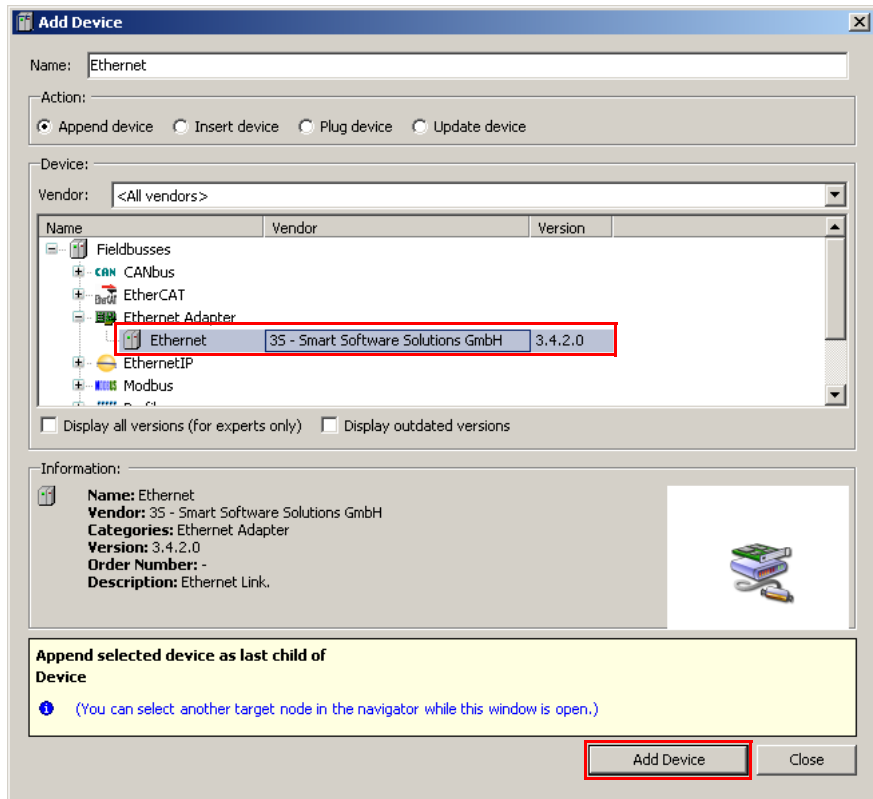 Add Device
Name: Ethernet
Action:
Append device Insert device Plug device Update device
Device:
Vendor: <All vendors>
Name Vendor Version
Fieldbusses
CAN CANbus
EtherCAT
Ethernet Adapter
Ethernet 3S - Smart Software Solutions GmbH 3.4.2.0
EthernetIP
Modbus
Display all versions (for experts only) Display outdated versions
Information:
Name: Ethernet
Vendor: 3S - Smart Software Solutions GmbH
Categories: Ethernet Adapter
Version: 3.4.2.0
Order Number: -
Description: Ethernet Link.
Append selected device as last child of
Device
(You can select another target node in the navigator while this window is open.)
Add Device Close